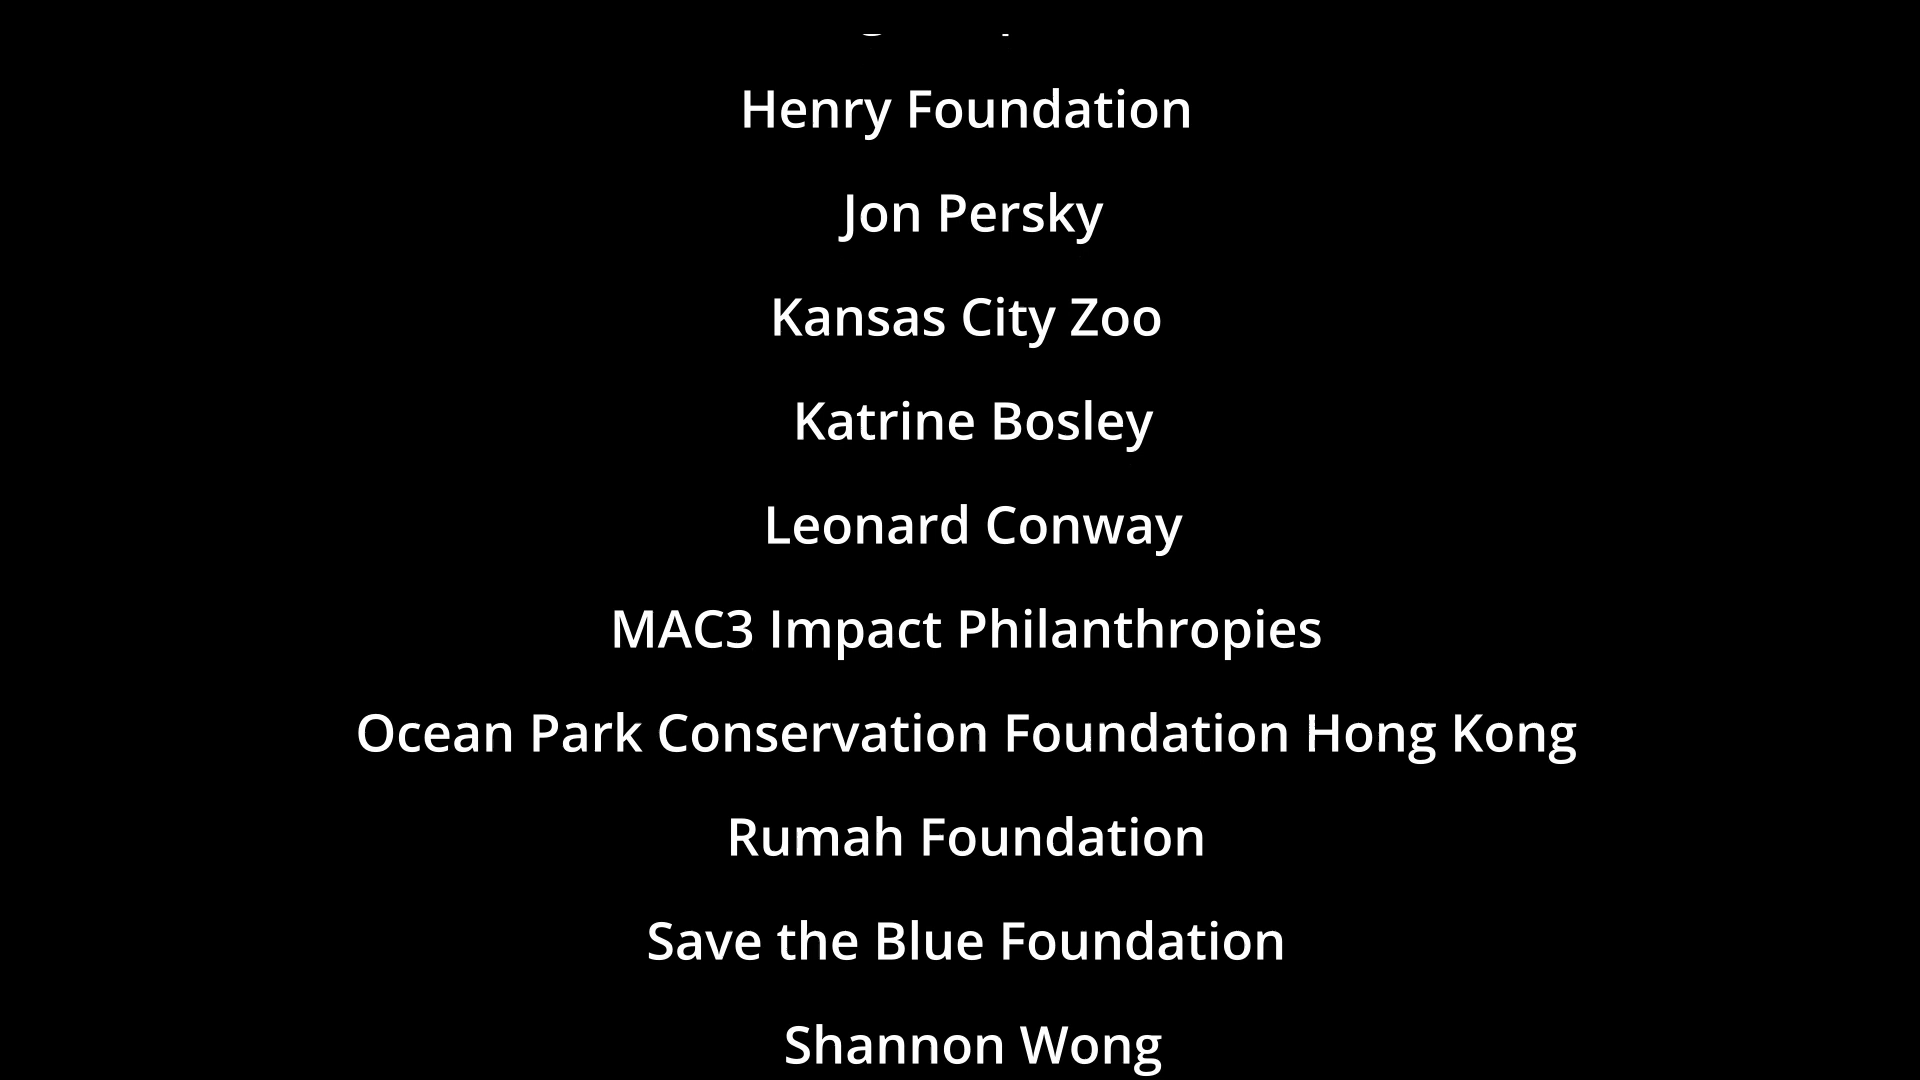 Henry Foundation
Jon Persky
Kansas City Zoo
Katrine Bosley
Leonard Conway
MAC3 Impact Philanthropies
Ocean Park Conservation Foundation Hong Kong
Rumah Foundation
Save the Blue Foundation
Shannon Wong